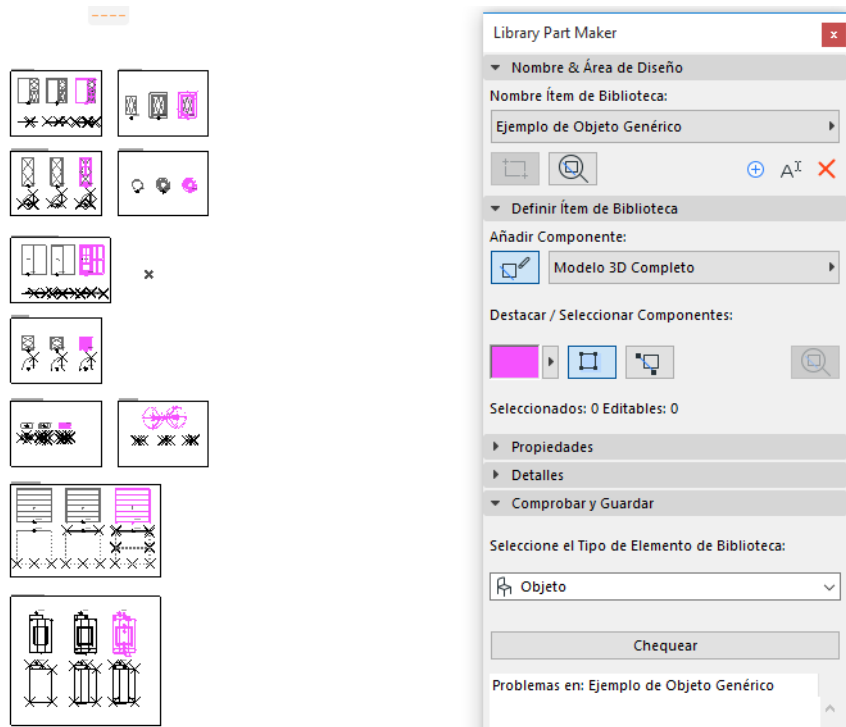 Library Part Maker
x
Nombre & Área de Diseño
Nombre Ítem de Biblioteca:
Ejemplo de Objeto Genérico
Definir Ítem de Biblioteca
Añadir Componente:
Modelo 3D Completo
Destacar / Seleccionar Componentes:
Seleccionados: 0 Editables: 0
Propiedades
Detalles
Comprobar y Guardar
Seleccione el Tipo de Elemento de Biblioteca:
Objeto
Chequear
Problemas en: Ejemplo de Objeto Genérico